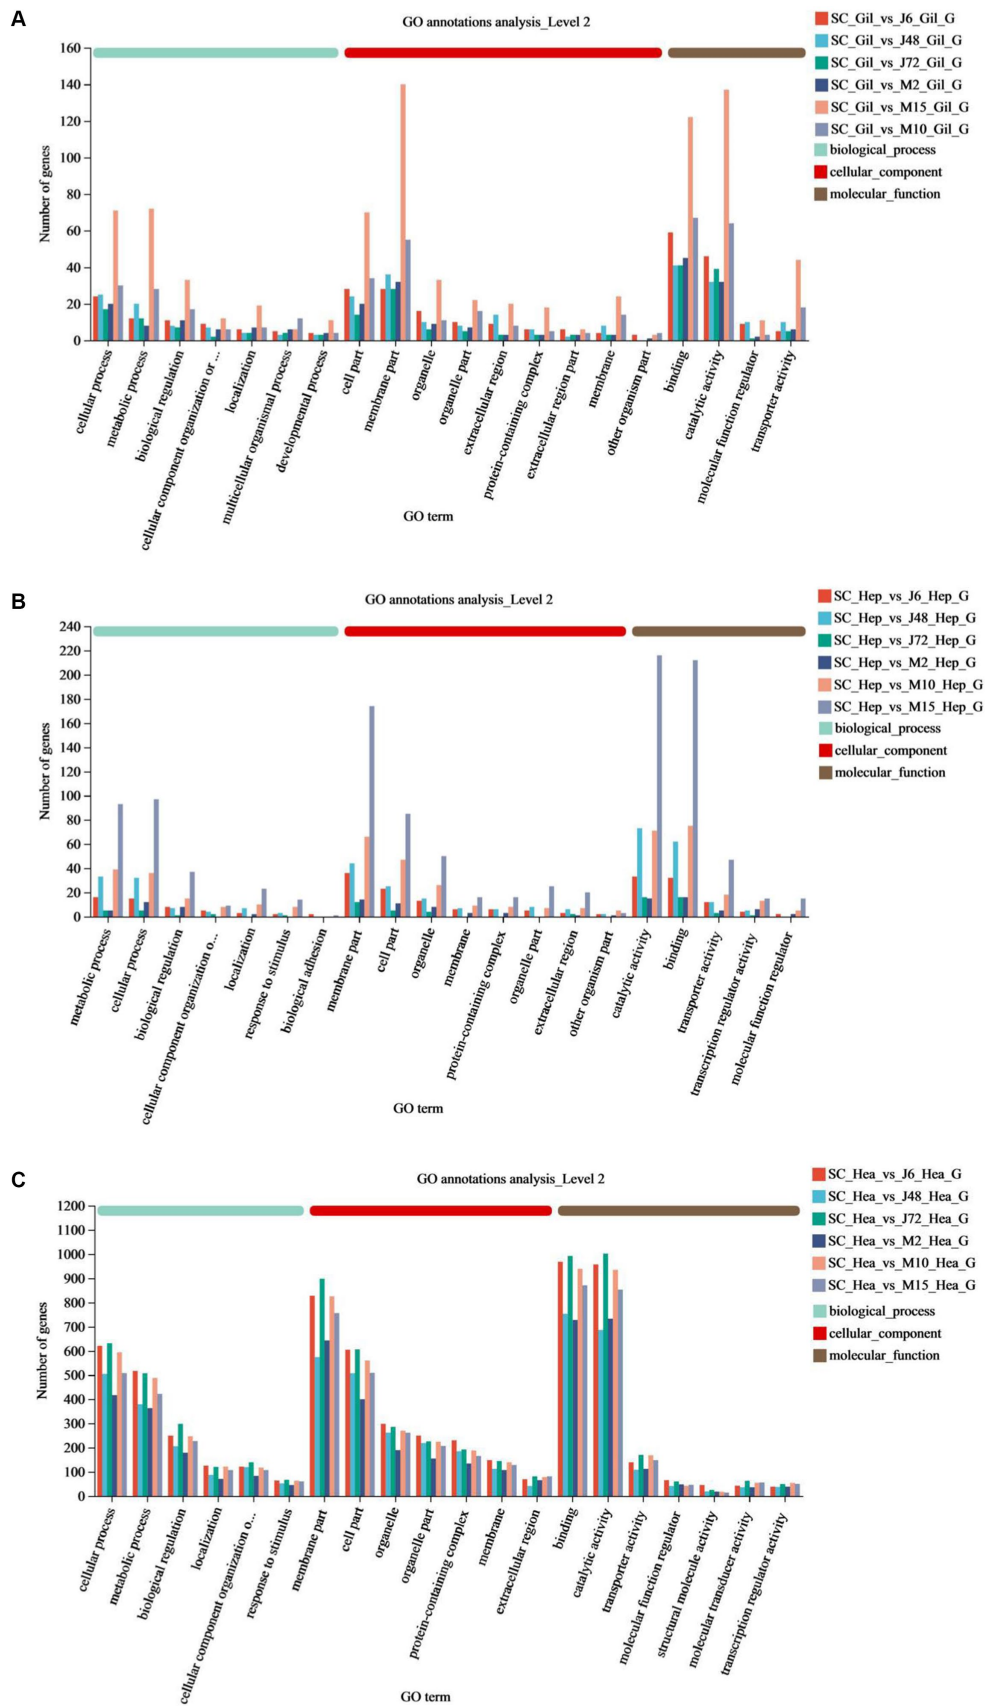 A
GO annotations analysis_Level 2
SC_Gil_vs_J6_Gil_G
SC_Gil_vs_J48_Gil_G
SC_Gil_vs_J72_Gil_G
SC_Gil_vs_M2_Gil_G
SC_Gil_vs_M15_Gil_G
SC_Gil_vs_M10_Gil_G
biological_process
cellular_component
molecular_function
Number of genes
160
140
120
100
80
60
40
20
0
cellular process
metabolic process
biological regulation
cellular component organization or ...
localization
multicellular organismal process
developmental process
cell part
membrane part
organelle
organelle part
extracellular region
protein-containing complex
extracellular region part
membrane
other organism part
binding
catalytic activity
molecular function regulator
transporter activity
GO term
B
GO annotations analysis_Level 2
SC_Hep_vs_J6_Hep_G
SC_Hep_vs_J48_Hep_G
SC_Hep_vs_J72_Hep_G
SC_Hep_vs_M2_Hep_G
SC_Hep_vs_M10_Hep_G
SC_Hep_vs_M15_Hep_G
biological_process
cellular_component
molecular_function
Number of genes
240
220
200
180
160
140
120
100
80
60
40
20
0
metabolic process
cellular process
biological regulation
cellular component organization o...
localization
response to stimulus
biological adhesion
membrane part
cell part
organelle
membrane
protein-containing complex
organelle part
extracellular region
other organism part
catalytic activity
binding
transporter activity
transcription regulator activity
molecular function regulator
GO term
C
GO annotations analysis_Level 2
SC_Hea_vs_J6_Hea_G
SC_Hea_vs_J48_Hea_G
SC_Hea_vs_J72_Hea_G
SC_Hea_vs_M2_Hea_G
SC_Hea_vs_M10_Hea_G
SC_Hea_vs_M15_Hea_G
biological_process
cellular_component
molecular_function
Number of genes
1200
1100
1000
900
800
700
600
500
400
300
200
100
0
cellular process
metabolic process
biological regulation
localization
cellular component organization o...
response to stimulus
membrane part
cell part
organelle
organelle part
protein-containing complex
membrane
extracellular region
binding
catalytic activity
transporter activity
molecular function regulator
structural molecule activity
molecular transducer activity
transcription regulator activity
GO term